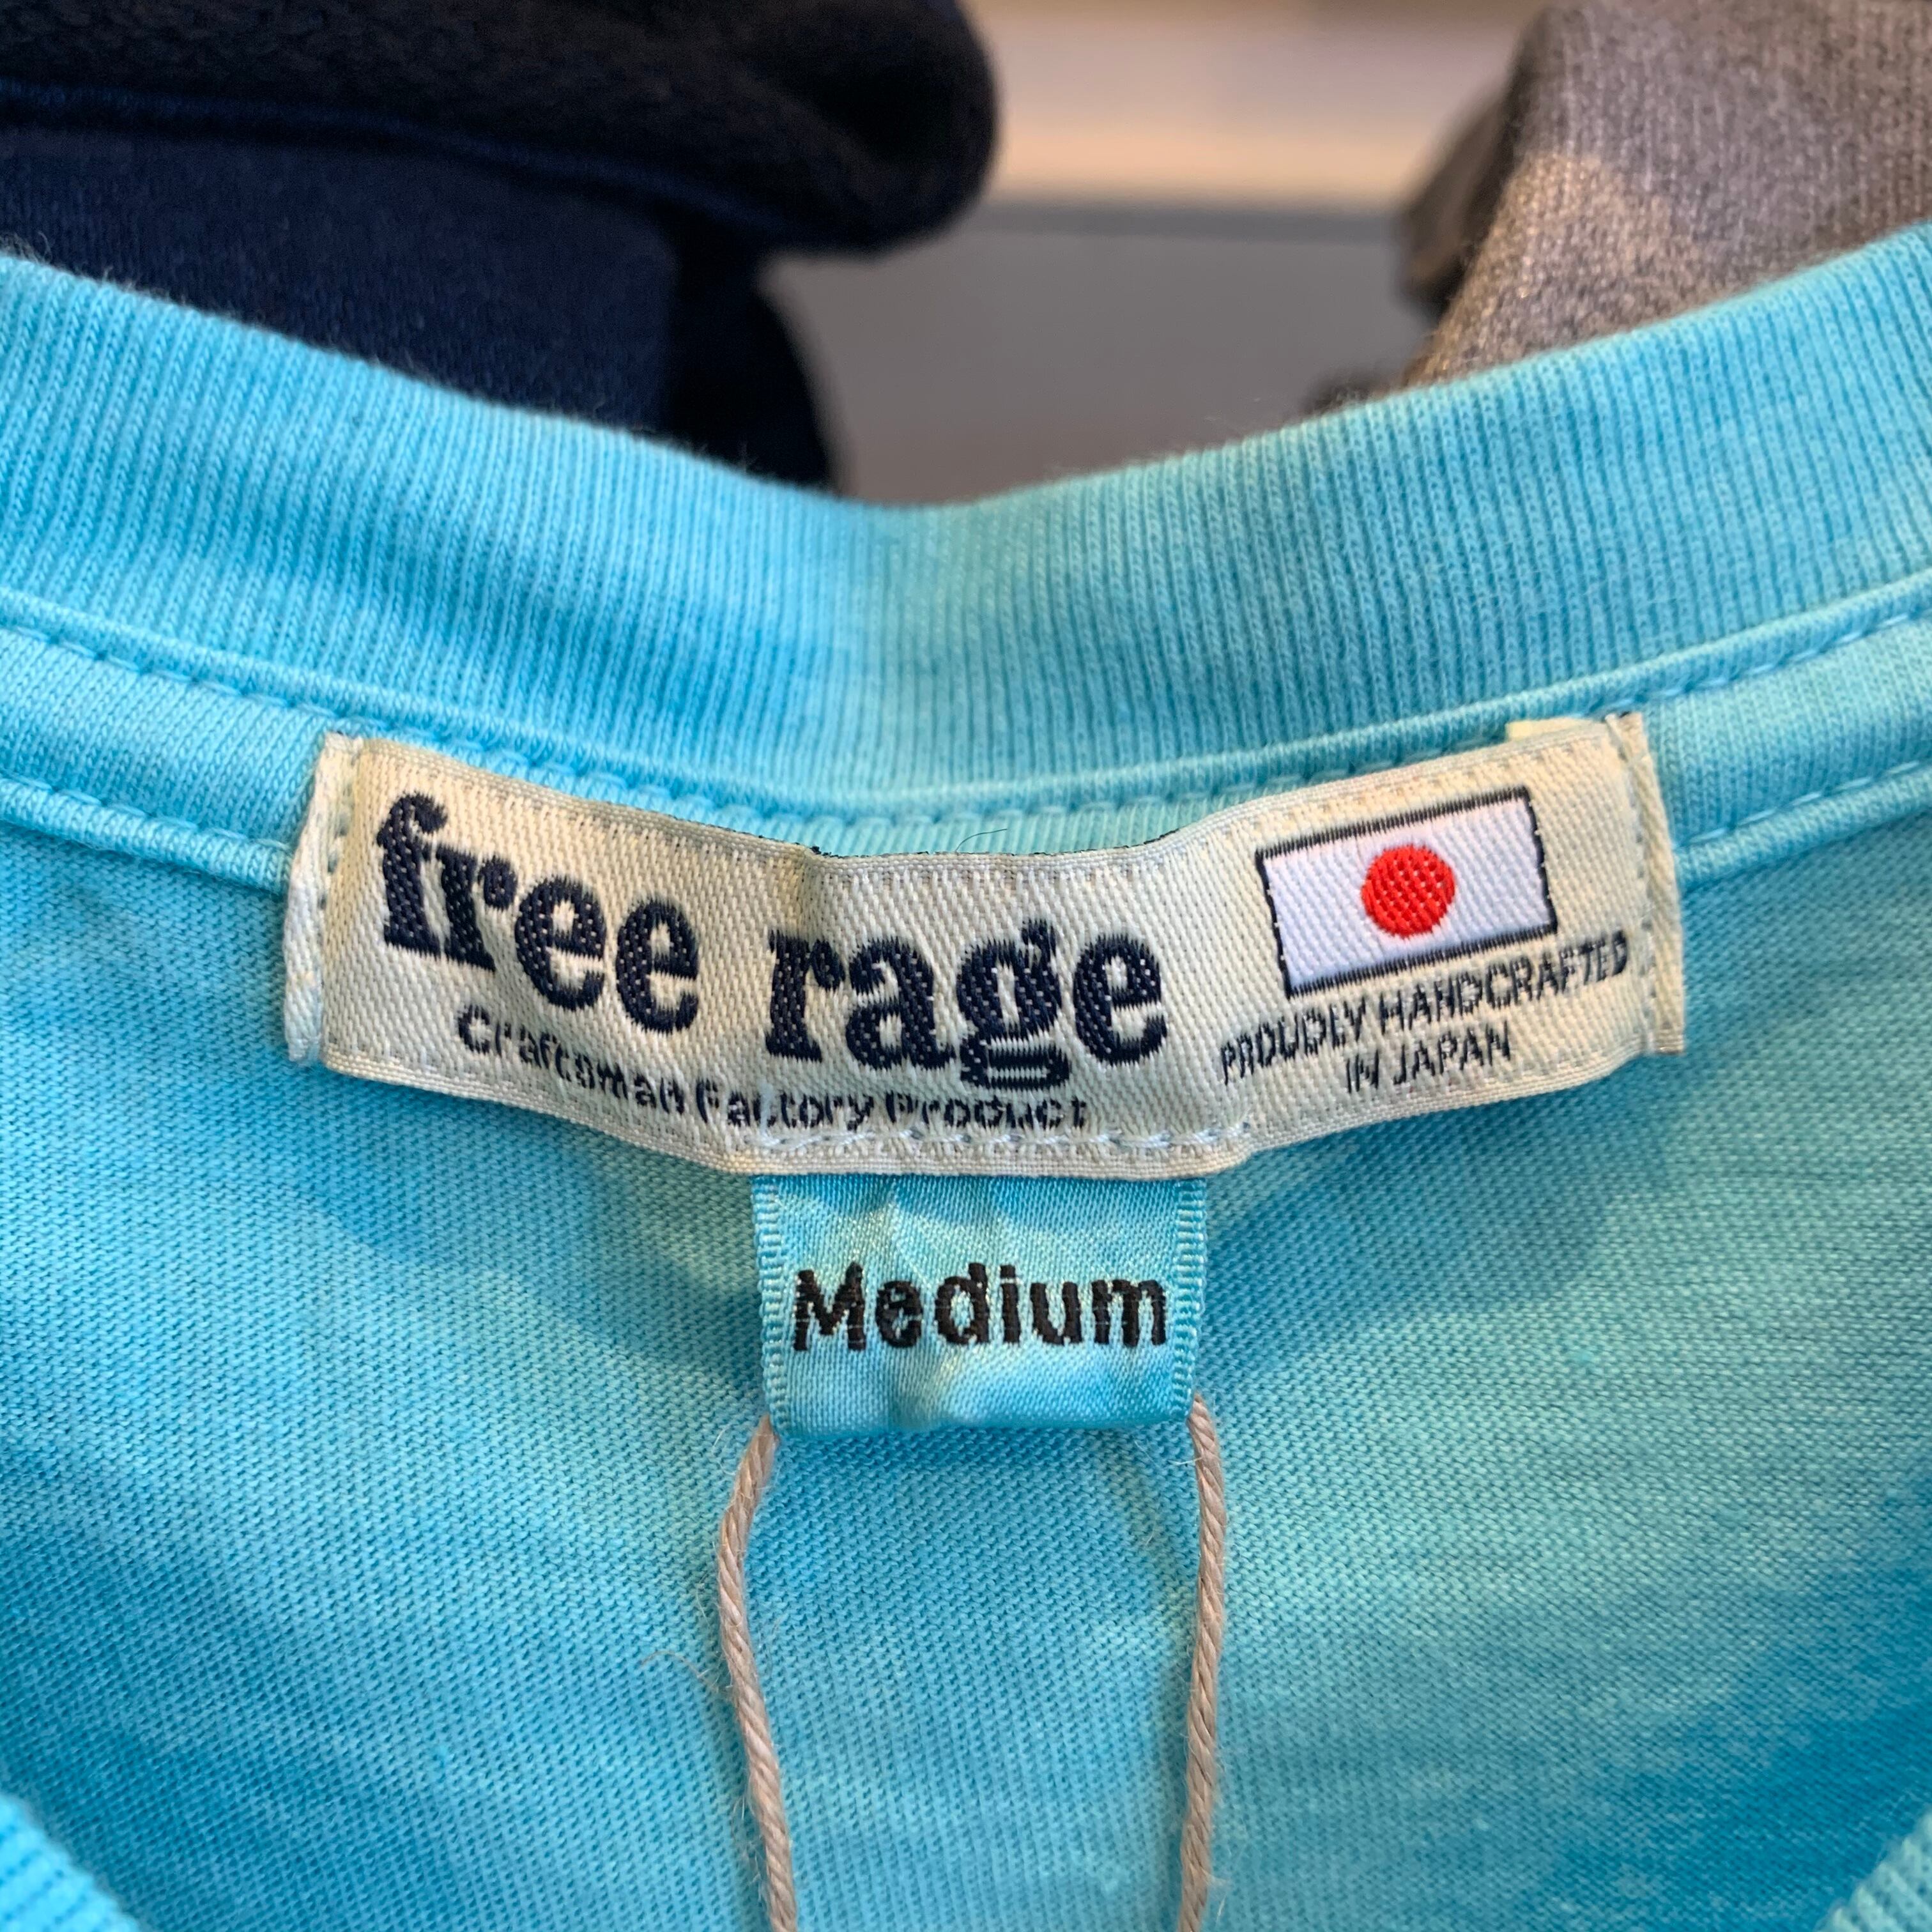 free rage
Craftsman Factory Product
PROUDLY HANDCRAFTED
IN JAPAN
Medium